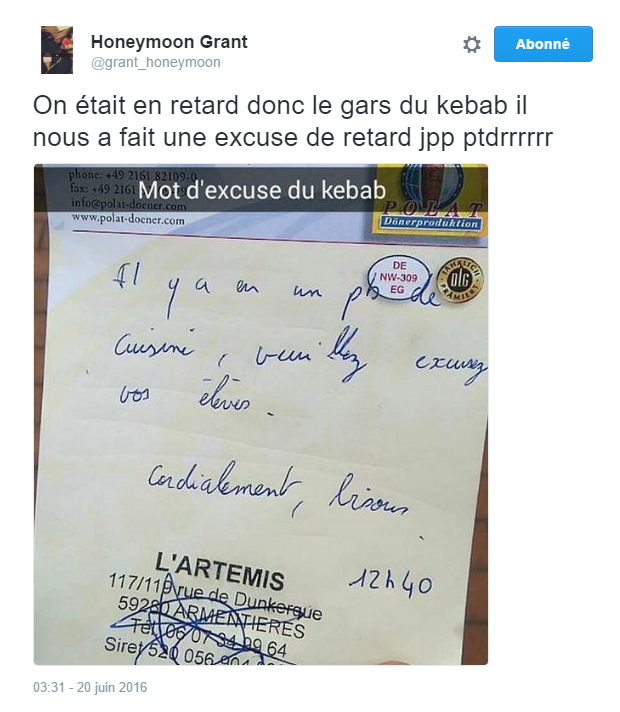 Honeymoon Grant
@grant_honeymoon
Abonné
On était en retard donc le gars du kebab il
nous a fait une excuse de retard jpp ptdrrrrrr
phone: +49 2161 82109-0
fax: +49 2161
Mot d'excuse du kebab
info@polat-doener.com
www.polat-doener.com
POLAT
Dönerproduktion
DE
NW-309
EG
JÄHRLICH
DLG
PRÄMIERT
Il y a eu un pb de
cuisine, veuillez excusez
vos élèves.
Cordialement, bisous.
12h40
L'ARTEMIS
117/119 rue de Dunkerque
59280 ARMENTIERES
Tél. 06 07 34 99 64
Siret 520 056 904
03:31 - 20 juin 2016